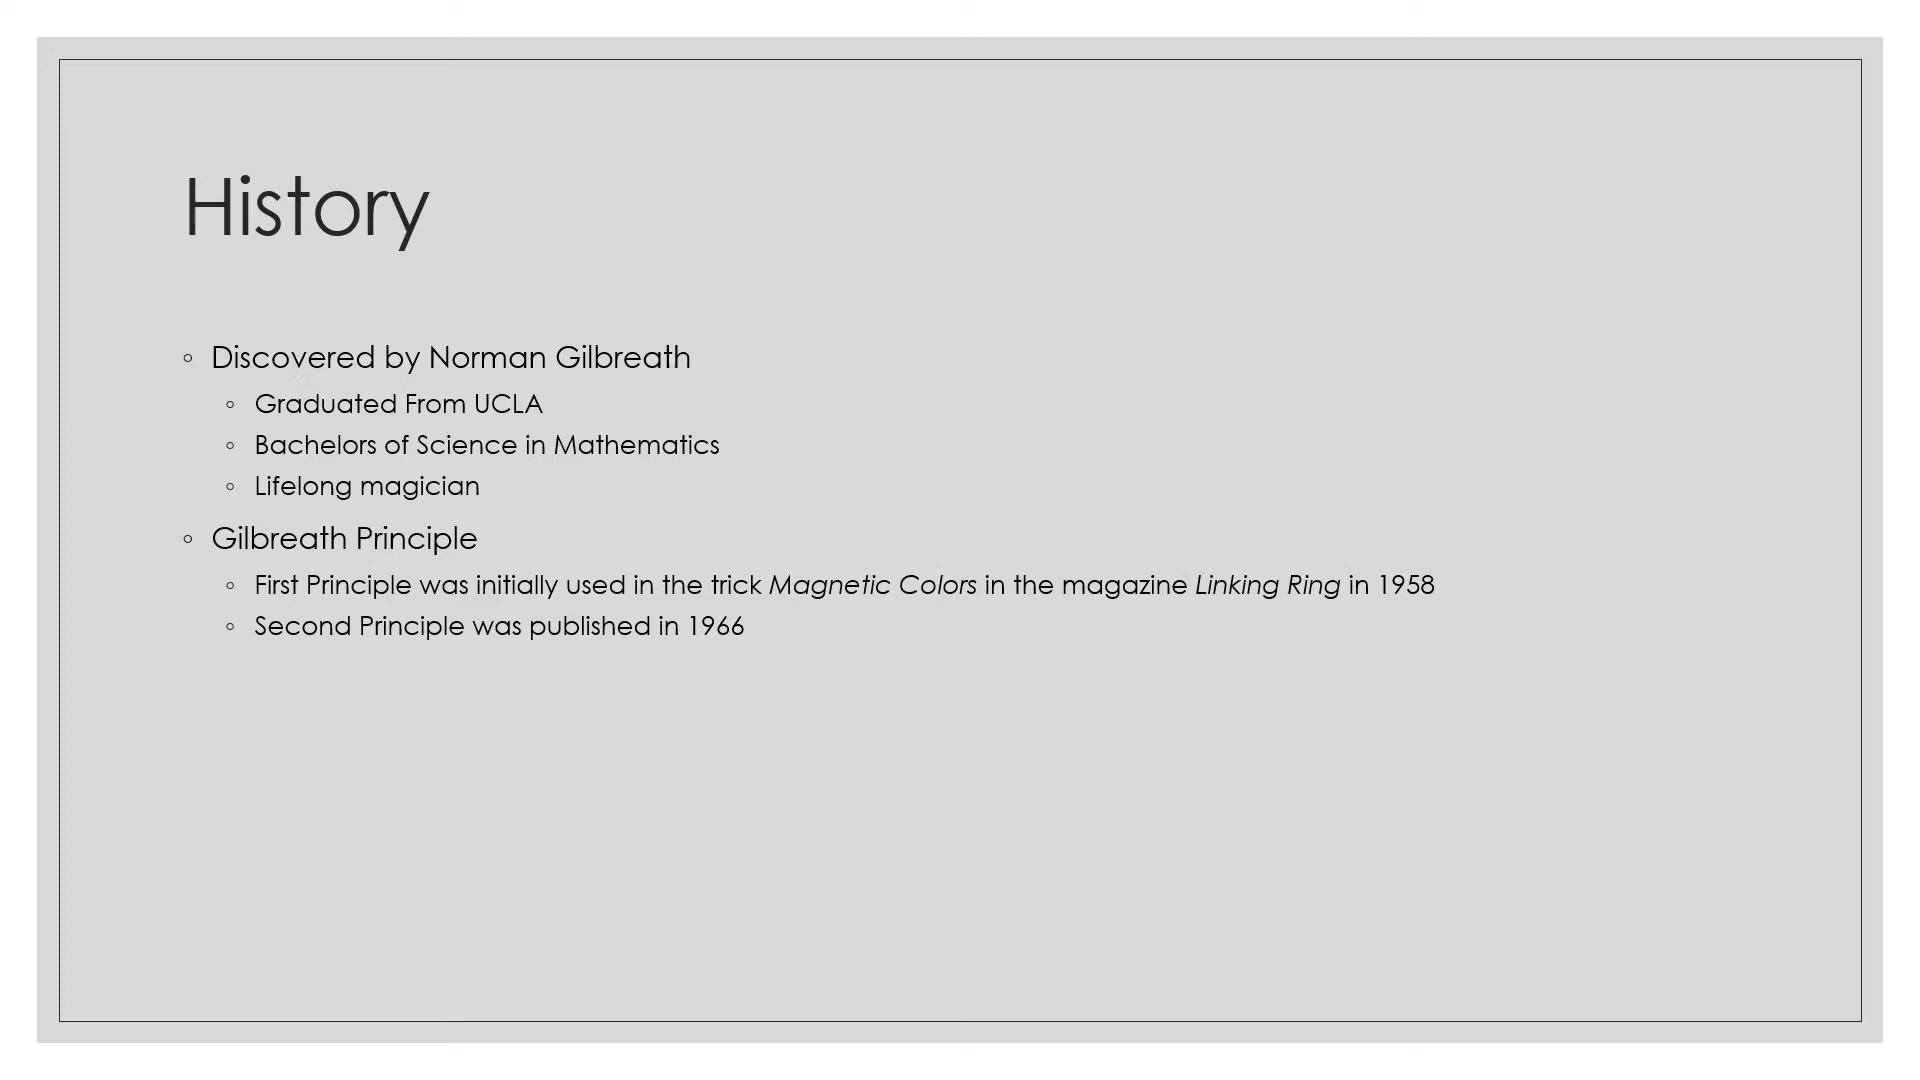 History
◦ Discovered by Norman Gilbreath
◦ Graduated From UCLA
◦ Bachelors of Science in Mathematics
◦ Lifelong magician
◦ Gilbreath Principle
◦ First Principle was initially used in the trick Magnetic Colors in the magazine Linking Ring in 1958
◦ Second Principle was published in 1966